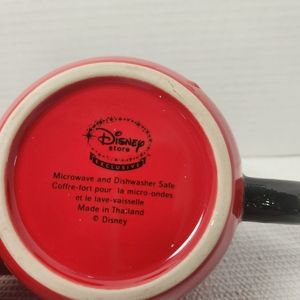 Disney
store
EXCLUSIVE
Microwave and Dishwasher Safe
Coffre-fort pour la micro-ondes
et le lave-vaisselle
Made in Thailand
© Disney